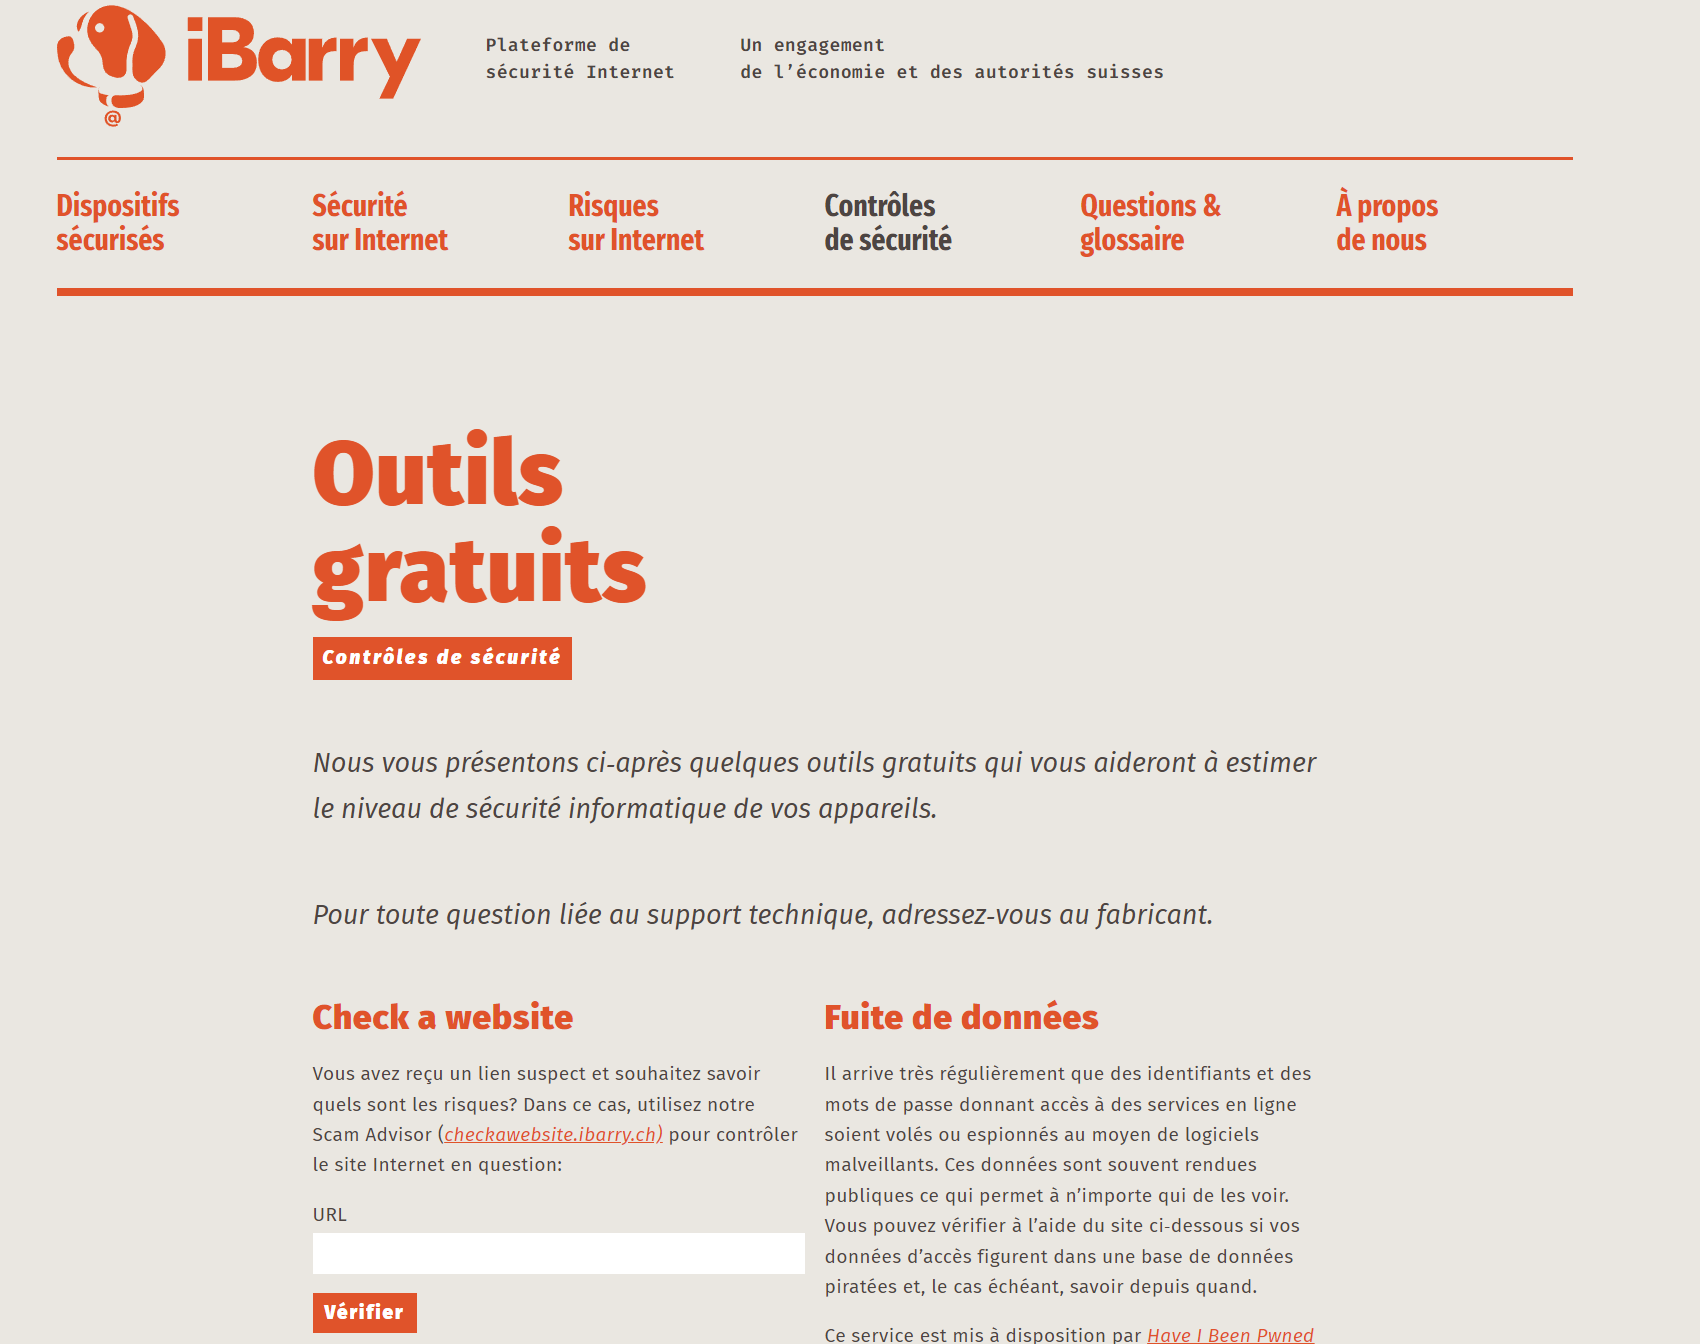 iBarry
@
Plateforme de
sécurité Internet
Un engagement
de l’économie et des autorités suisses
Dispositifs
sécurisés
Sécurité
sur Internet
Risques
sur Internet
Contrôles
de sécurité
Questions &
glossaire
À propos
de nous
Outils
gratuits
Contrôles de sécurité
Nous vous présentons ci-après quelques outils gratuits qui vous aideront à estimer
le niveau de sécurité informatique de vos appareils.
Pour toute question liée au support technique, adressez-vous au fabricant.
Check a website
Vous avez reçu un lien suspect et souhaitez savoir
quels sont les risques? Dans ce cas, utilisez notre
Scam Advisor (checkawebsite.ibarry.ch) pour contrôler
le site Internet en question:
URL
Vérifier
Fuite de données
Il arrive très régulièrement que des identifiants et des
mots de passe donnant accès à des services en ligne
soient volés ou espionnés au moyen de logiciels
malveillants. Ces données sont souvent rendues
publiques ce qui permet à n’importe qui de les voir.
Vous pouvez vérifier à l’aide du site ci-dessous si vos
données d’accès figurent dans une base de données
piratées et, le cas échéant, savoir depuis quand.
Ce service est mis à disposition par Have I Been Pwned